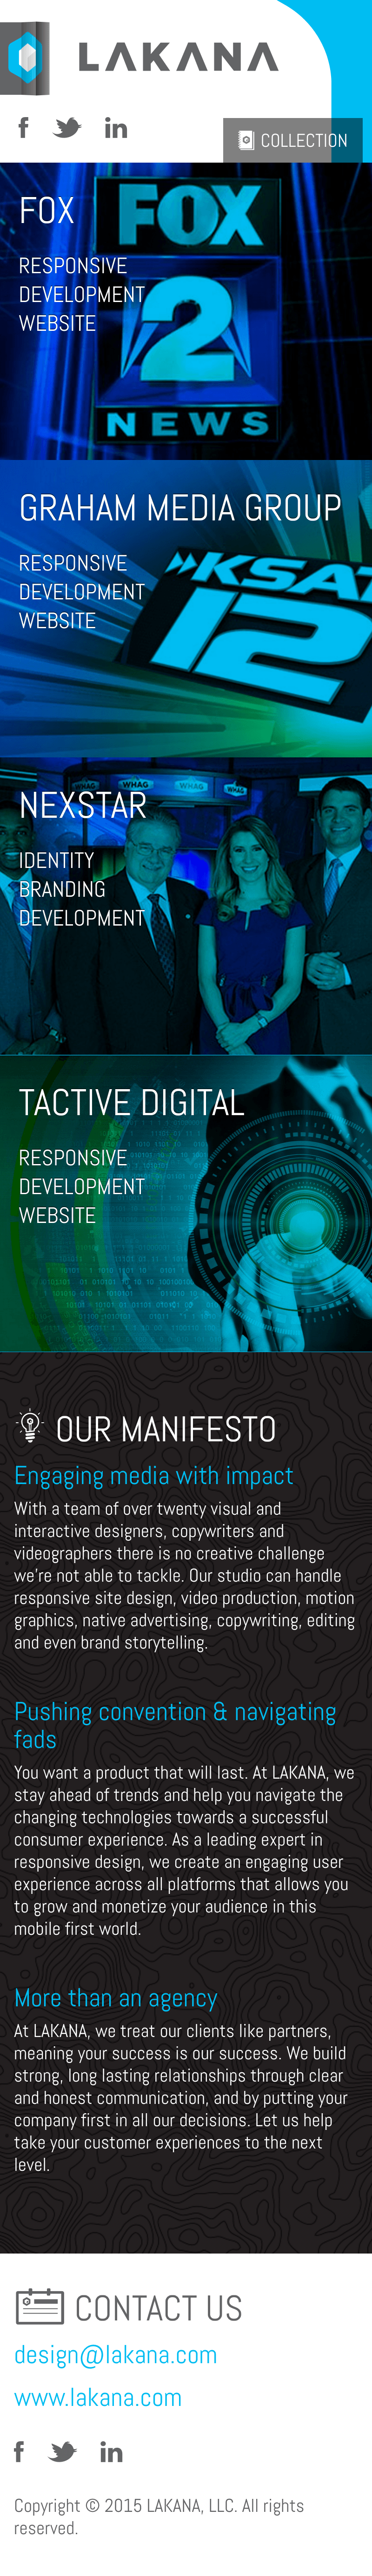 LAKANA
COLLECTION
FOX
RESPONSIVE
DEVELOPMENT
WEBSITE
FOX
2
NEWS
GRAHAM MEDIA GROUP
RESPONSIVE
DEVELOPMENT
WEBSITE
KSAT
12
NEXSTAR
IDENTITY
BRANDING
DEVELOPMENT
WHAG
WHAG
WHAG
WHAG
TACTIVE DIGITAL
RESPONSIVE
DEVELOPMENT
WEBSITE
OUR MANIFESTO
Engaging media with impact
With a team of over twenty visual and
interactive designers, copywriters and
videographers there is no creative challenge
we're not able to tackle. Our studio can handle
responsive site design, video production, motion
graphics, native advertising, copywriting, editing
and even brand storytelling.
Pushing convention & navigating
fads
You want a product that will last. At LAKANA, we
stay ahead of trends and help you navigate the
changing technologies towards a successful
consumer experience. As a leading expert in
responsive design, we create an engaging user
experience across all platforms that allows you
to grow and monetize your audience in this
mobile first world.
More than an agency
At LAKANA, we treat our clients like partners,
meaning your success is our success. We build
strong, long lasting relationships through clear
and honest communication, and by putting your
company first in all our decisions. Let us help
take your customer experiences to the next
level.
CONTACT US
design@lakana.com
www.lakana.com
Copyright © 2015 LAKANA, LLC. All rights
reserved.